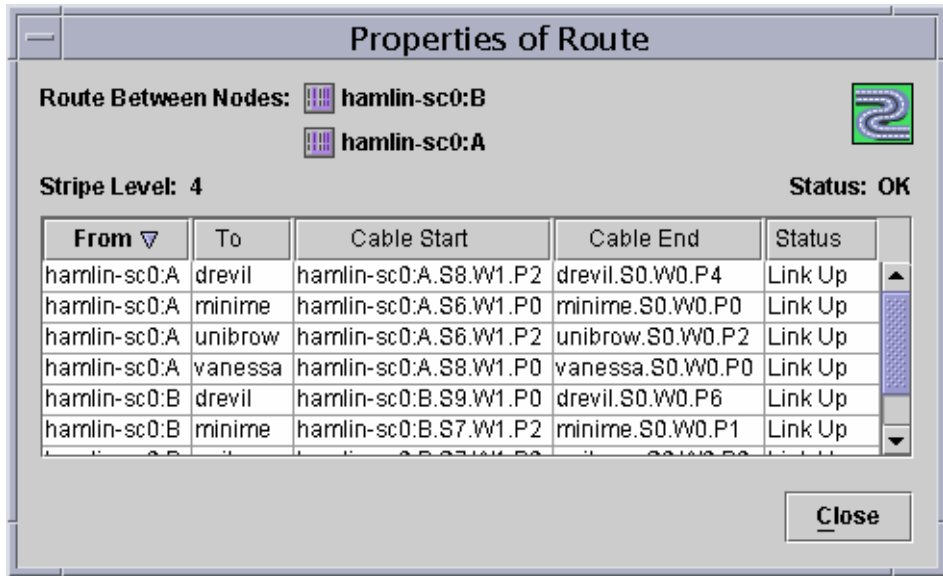 Properties of Route
Route Between Nodes: hamlin-sc0:B
hamlin-sc0:A
Stripe Level: 4 Status: OK
From To Cable Start Cable End Status
hamlin-sc0:A drevil hamlin-sc0:A.S8.W1.P2 drevil.S0.W0.P4 Link Up
hamlin-sc0:A minime hamlin-sc0:A.S6.W1.P0 minime.S0.W0.P0 Link Up
hamlin-sc0:A unibrow hamlin-sc0:A.S6.W1.P2 unibrow.S0.W0.P2 Link Up
hamlin-sc0:A vanessa hamlin-sc0:A.S8.W1.P0 vanessa.S0.W0.P0 Link Up
hamlin-sc0:B drevil hamlin-sc0:B.S9.W1.P0 drevil.S0.W0.P6 Link Up
hamlin-sc0:B minime hamlin-sc0:B.S7.W1.P2 minime.S0.W0.P1 Link Up
Close